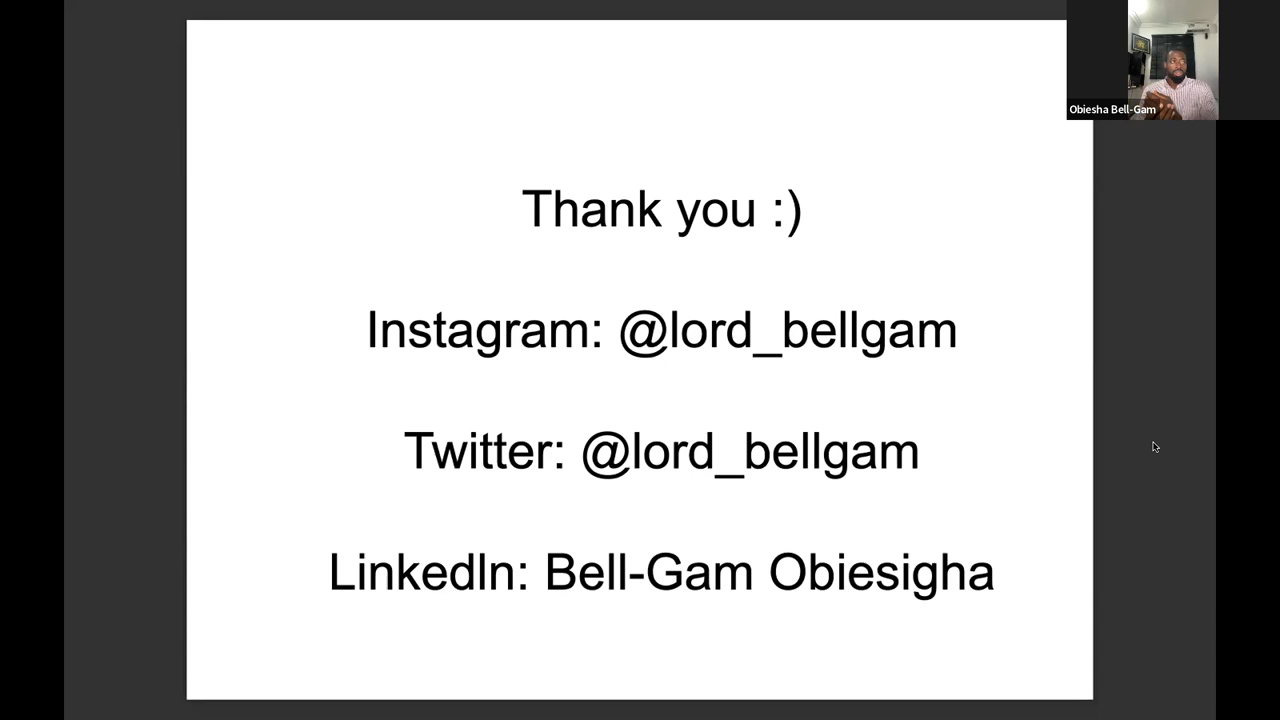 Obiesha Bell-Gam
Thank you :)
Instagram: @lord_bellgam
Twitter: @lord_bellgam
LinkedIn: Bell-Gam Obiesigha